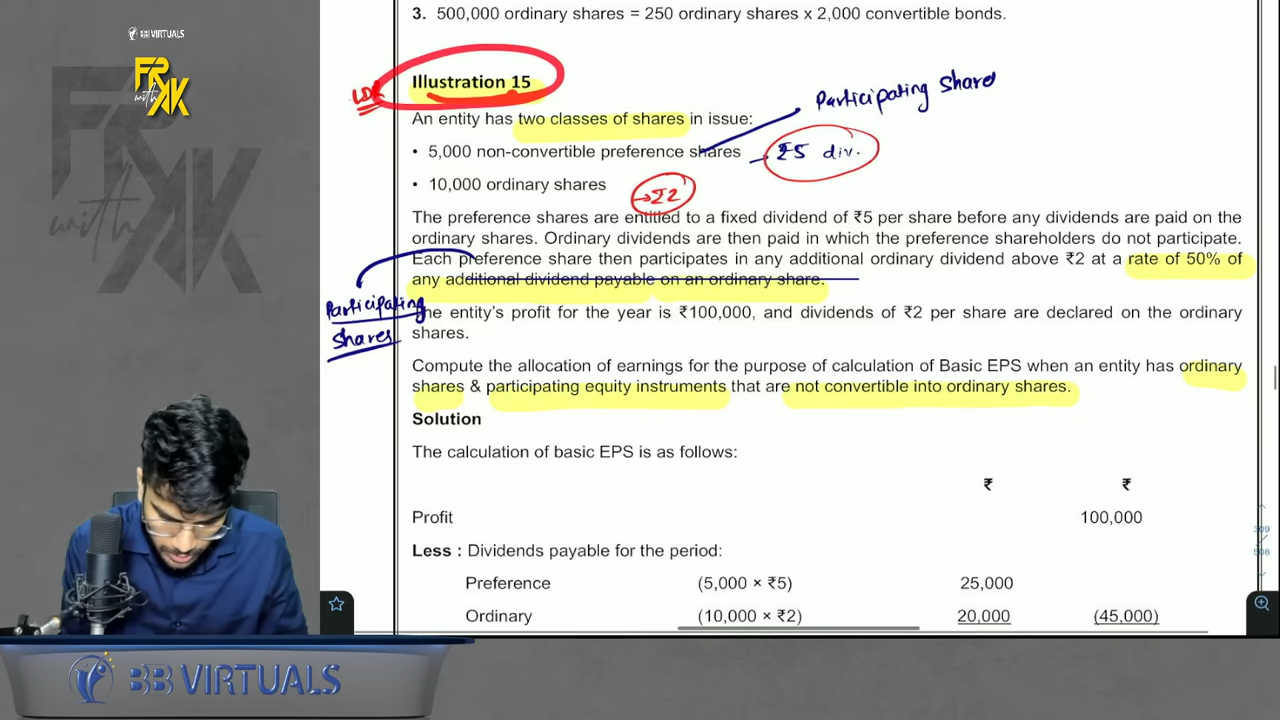 BB VIRTUALS
FR
with
AK
FR
with
AK
3. 500,000 ordinary shares = 250 ordinary shares x 2,000 convertible bonds.
Illustration 15
LDR
Participating Share
An entity has two classes of shares in issue:
• 5,000 non-convertible preference shares
₹5 div.
• 10,000 ordinary shares
→₹2
The preference shares are entitled to a fixed dividend of ₹5 per share before any dividends are paid on the
ordinary shares. Ordinary dividends are then paid in which the preference shareholders do not participate.
Each preference share then participates in any additional ordinary dividend above ₹2 at a rate of 50% of
any additional dividend payable on an ordinary share.
Participating
Shares
The entity's profit for the year is ₹100,000, and dividends of ₹2 per share are declared on the ordinary
shares.
Compute the allocation of earnings for the purpose of calculation of Basic EPS when an entity has ordinary
shares & participating equity instruments that are not convertible into ordinary shares.
Solution
The calculation of basic EPS is as follows:
₹ ₹
Profit 100,000
Less : Dividends payable for the period:
Preference (5,000 × ₹5) 25,000
Ordinary (10,000 × ₹2) 20,000 (45,000)
309
508
BB VIRTUALS